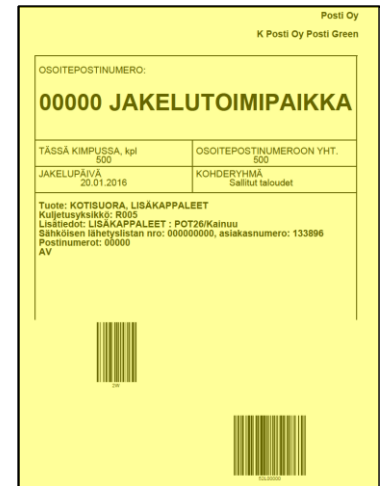 Posti Oy
K Posti Oy Posti Green
OSOITEPOSTINUMERO:
00000 JAKELUTOIMIPAIKKA
TÄSSÄ KIMPUSSA, kpl
500
OSOITEPOSTINUMEROON YHT.
500
JAKELUPÄIVÄ
20.01.2016
KOHDERYHMÄ
Sallitut taloudet
Tuote: KOTISUORA, LISÄKAPPALEET
Kuljetusyksikkö: R005
Lisätiedot: LISÄKAPPALEET : POT26/Kainuu
Sähköisen lähetyslistan nro: 000000000, asiakasnumero: 133896
Postinumerot: 00000
AV